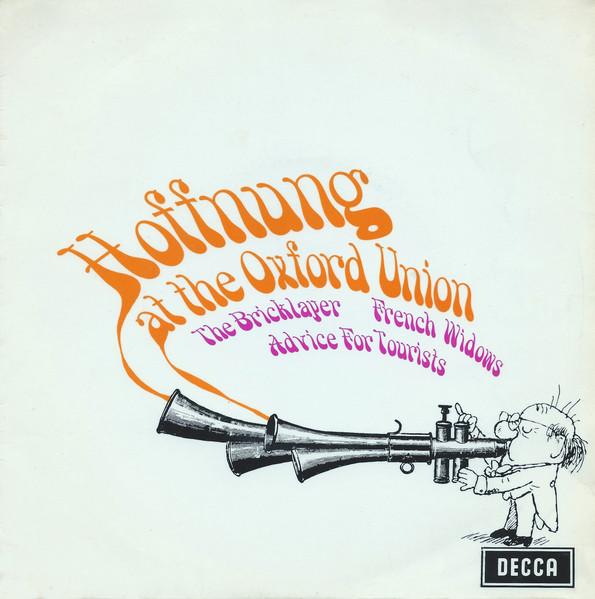 Hoffnung
at the Oxford Union
The Bricklayer French Widows
Advice For Tourists
DECCA